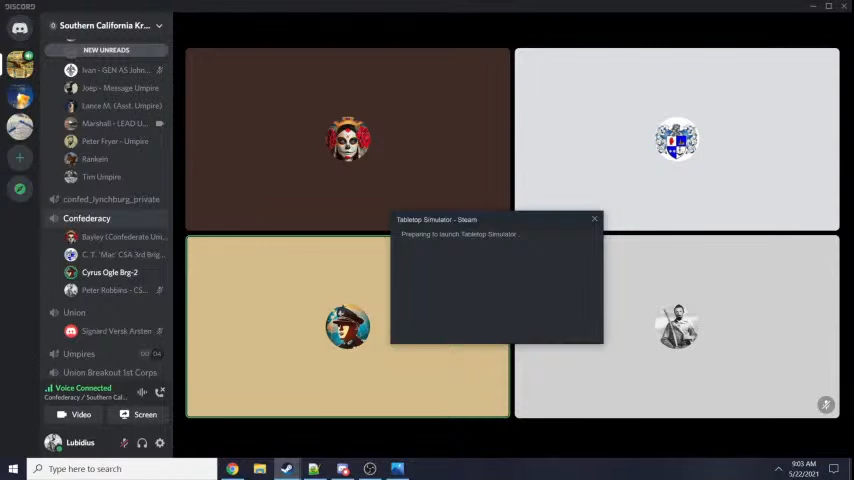 DISCORD
Southern California Kr...
NEW UNREADS
Ivan - GEN AS John...
Joep - Message Umpire
Lance M. (Asst. Umpire)
Marshall - LEAD U...
Peter Fryer - Umpire
Rankein
Tim Umpire
confed_lynchburg_private
Confederacy
Bayley (Confederate Um...
C. T. 'Mac' CSA 3rd Brig...
Cyrus Ogle Brg-2
Peter Robbins - CS...
Union
Signard Versk Arsten
Umpires
00 04
Union Breakout 1st Corps
Voice Connected
Confederacy / Southern Cal...
Video
Screen
Lubidius
Tabletop Simulator - Steam
Preparing to launch Tabletop Simulator...
Type here to search
9:03 AM
5/22/2021